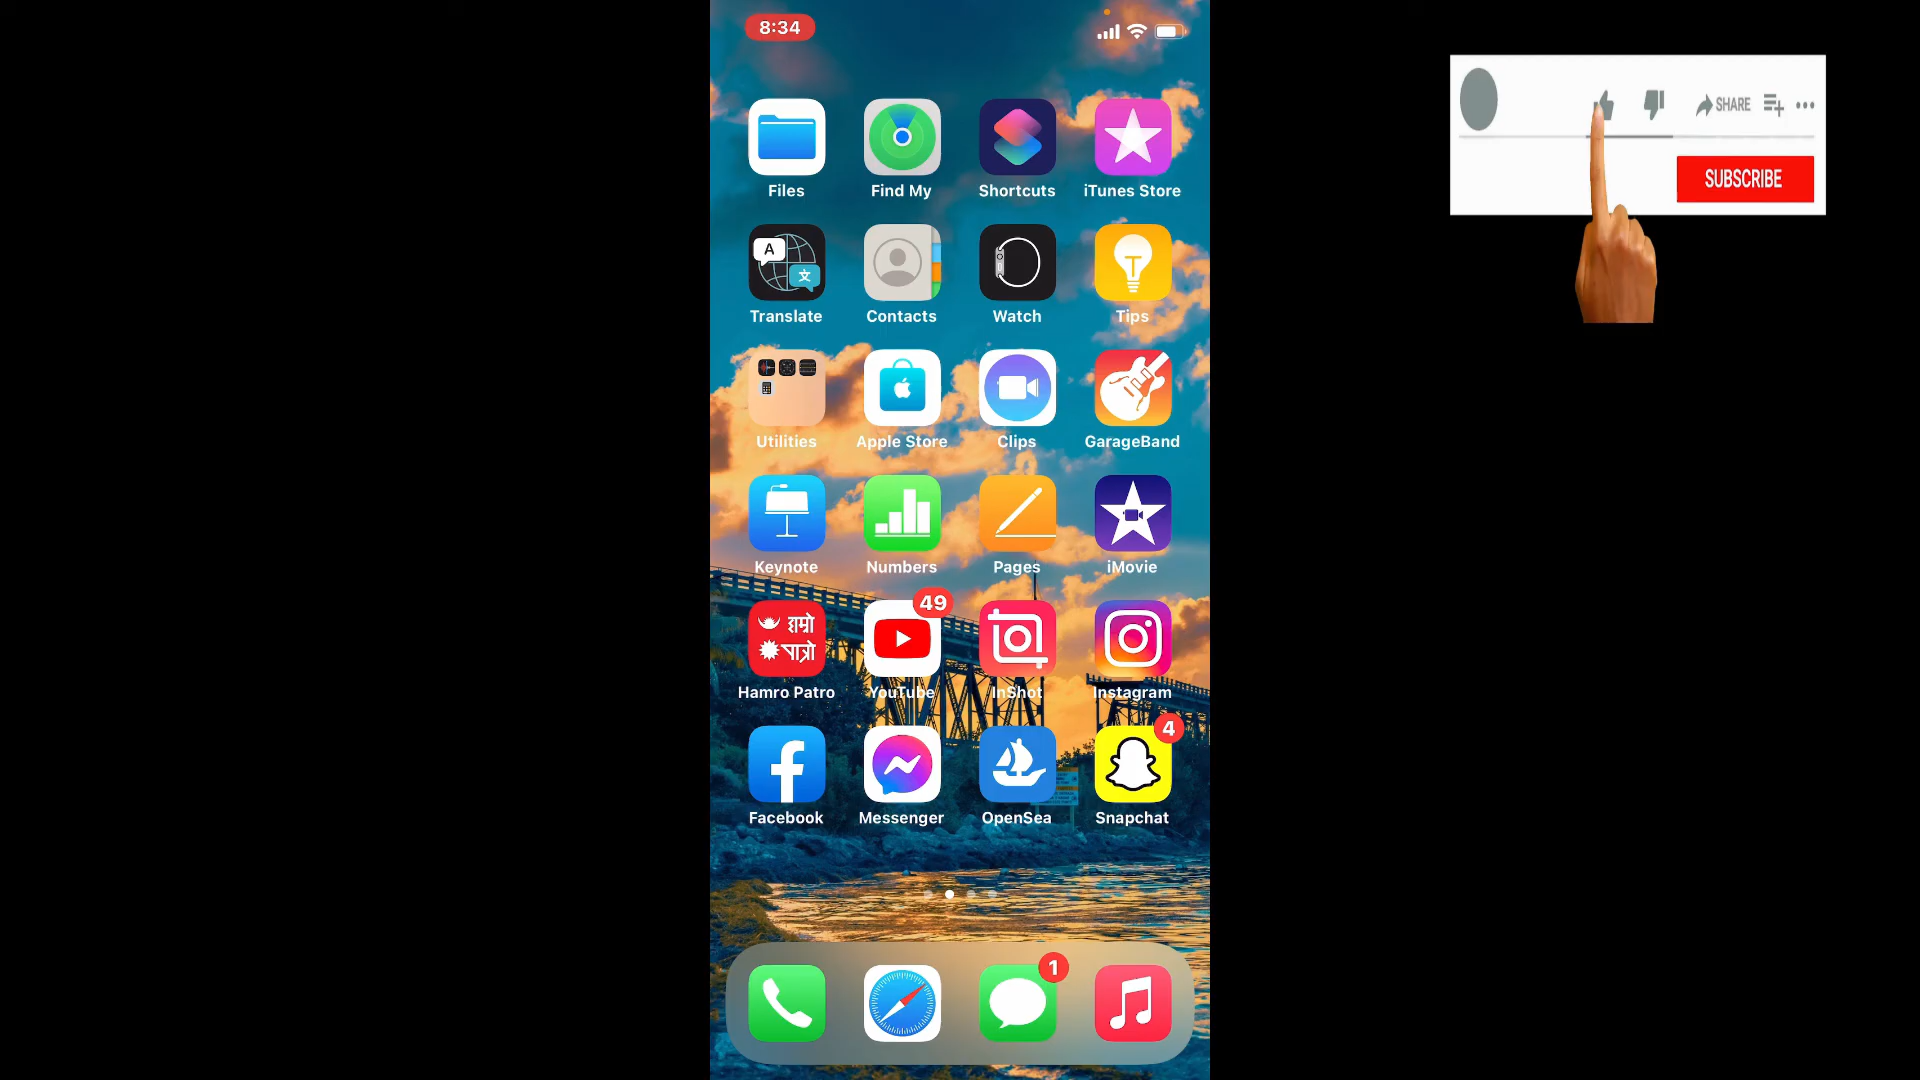 8:34
SHARE
SUBSCRIBE
Files
Find My
Shortcuts
iTunes Store
A
文
T
Translate
Contacts
Watch
Tips
Utilities
Apple Store
Clips
GarageBand
Keynote
Numbers
Pages
iMovie
हाम्रो
पात्रो
49
Hamro Patro
YouTube
InShot
Instagram
4
Facebook
Messenger
OpenSea
Snapchat
1